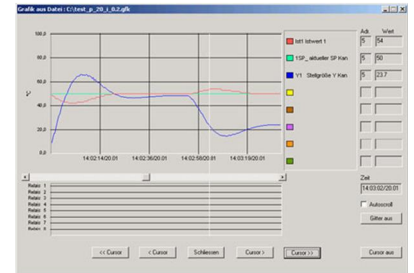 Grafik aus Datei : C:\test_p_20_i_0.2.gfk
Adr. Wert
100,0
80,0
60,0
40,0
20,0
0,0
°C
Ist1 Istwert 1 5 54
1SP_ aktueller SP Kan 5 50
Y1 Stellgröße Y Kan 5 23.7
14:02:14/20.01 14:02:36/20.01 14:02:58/20.01 14:03:19/20.01
Zeit
14:03:02/20.01
Relais 1
Relais 2
Relais 3
Relais 4
Relais 5
Relais 6
Relais 7
Relais 8
Autoscroll
Gitter aus
<< Cursor < Cursor Schliessen Cursor > Cursor >> Cursor aus